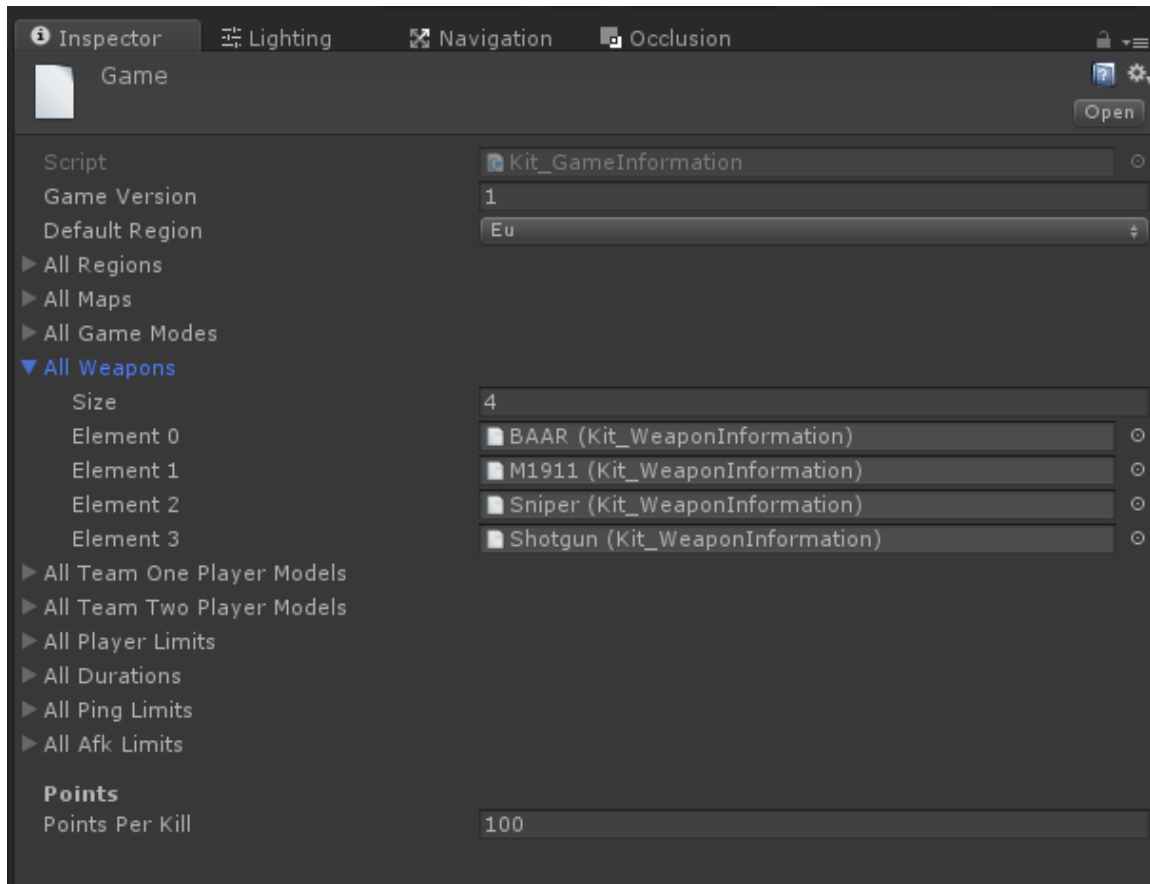 Inspector Lighting Navigation Occlusion
Game
Open
Script Kit_GameInformation
Game Version 1
Default Region Eu
All Regions
All Maps
All Game Modes
All Weapons
Size 4
Element 0 BAAR (Kit_WeaponInformation)
Element 1 M1911 (Kit_WeaponInformation)
Element 2 Sniper (Kit_WeaponInformation)
Element 3 Shotgun (Kit_WeaponInformation)
All Team One Player Models
All Team Two Player Models
All Player Limits
All Durations
All Ping Limits
All Afk Limits
Points
Points Per Kill 100